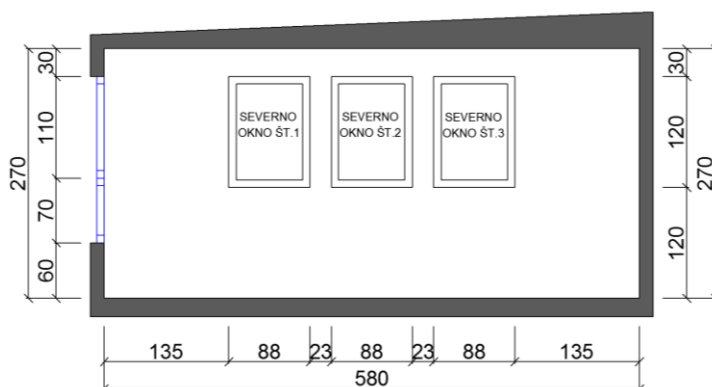 30
110
270
70
60
SEVERNO
OKNO ŠT.1
SEVERNO
OKNO ŠT.2
SEVERNO
OKNO ŠT.3
30
120
270
120
135
88
23
88
23
88
135
580